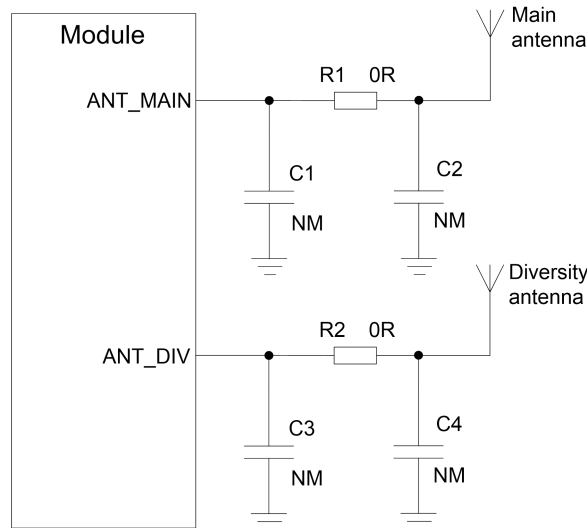 Module
Main
antenna
R1 0R
ANT_MAIN
C1
C2
NM
NM
Diversity
antenna
R2 0R
ANT_DIV
C3
C4
NM
NM